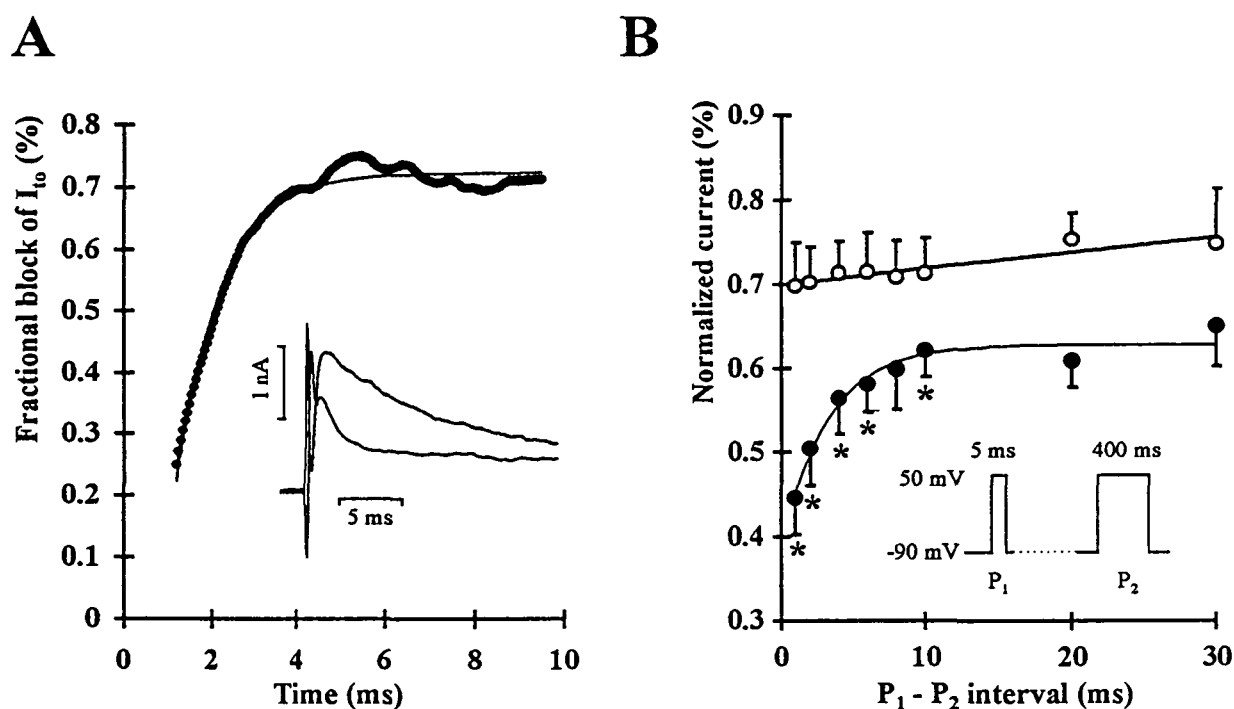 A
Fractional block of Ito (%)
0.8
0.7
0.6
0.5
0.4
0.3
0.2
0.1
0
0 2 4 6 8 10
Time (ms)
1 nA
5 ms
B
Normalized current (%)
0.9
0.8
0.7
0.6
0.5
0.4
0.3
0 10 20 30
P1 - P2 interval (ms)
* * * * *
5 ms 400 ms
50 mV
-90 mV
P1 P2